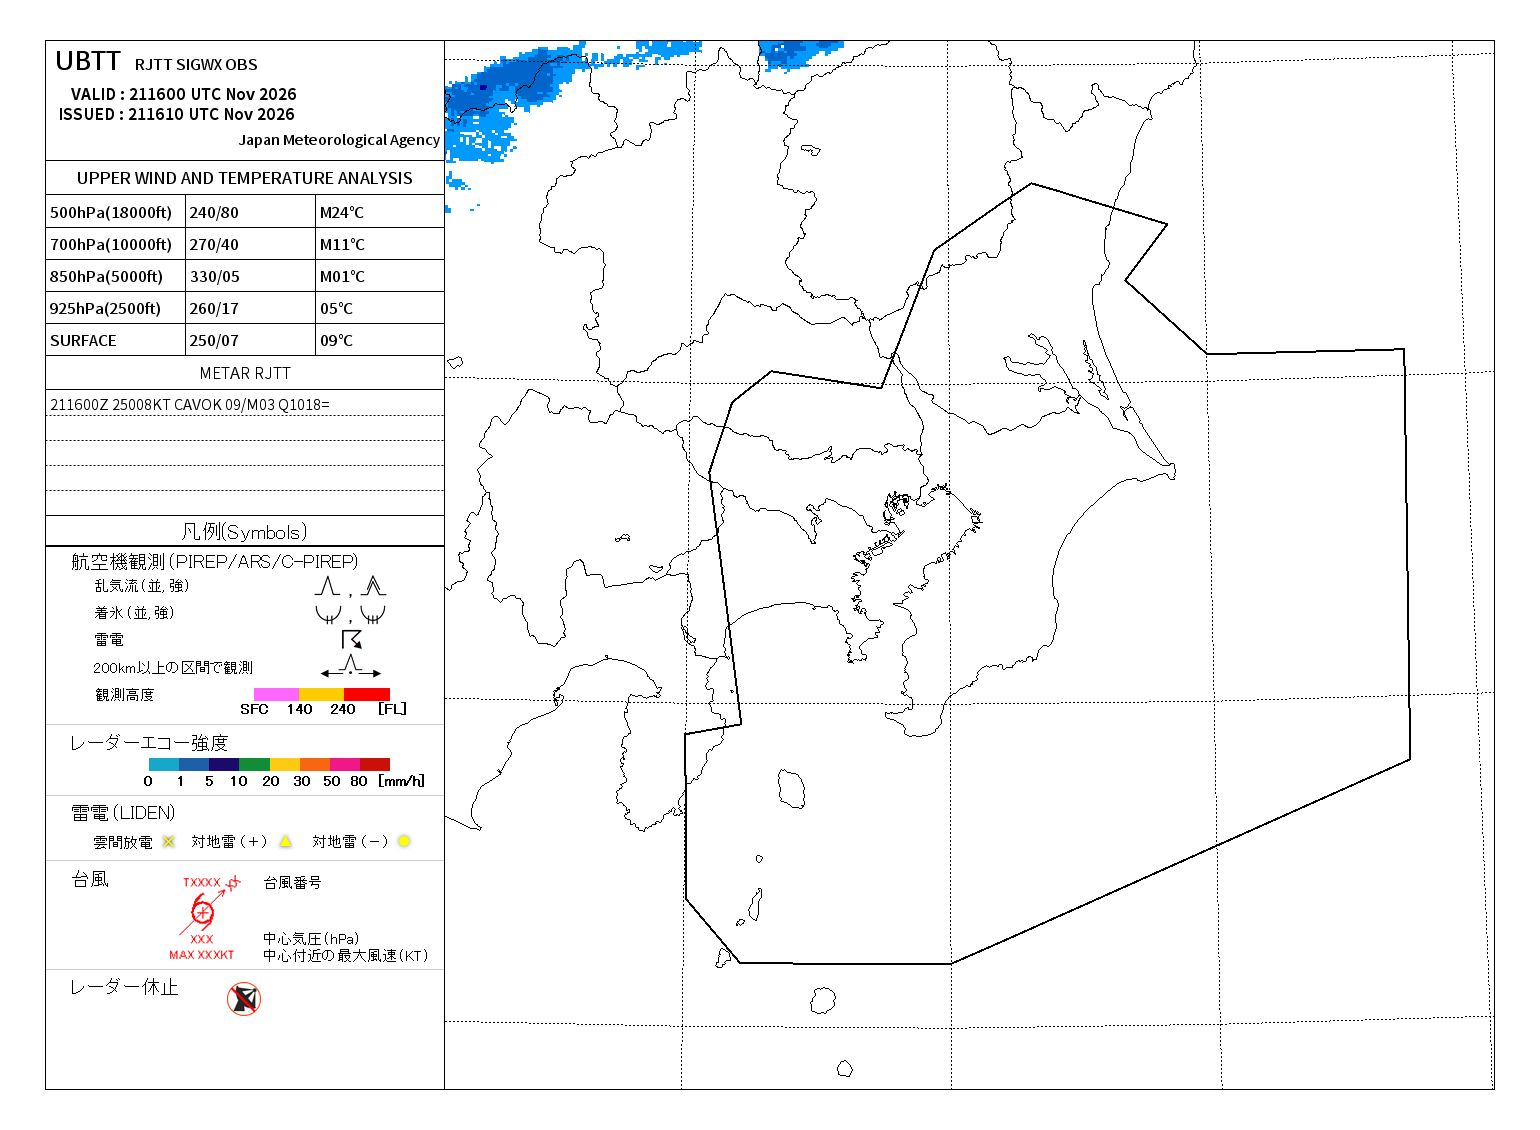 UBTT RJTT SIGWX OBS
VALID : 211600 UTC Nov 2026
ISSUED : 211610 UTC Nov 2026
Japan Meteorological Agency
UPPER WIND AND TEMPERATURE ANALYSIS
500hPa(18000ft) 240/80 M24℃
700hPa(10000ft) 270/40 M11℃
850hPa(5000ft) 330/05 M01℃
925hPa(2500ft) 260/17 05℃
SURFACE 250/07 09℃
METAR RJTT
211600Z 25008KT CAVOK 09/M03 Q1018=
凡例(Symbols)
航空機観測(PIREP/ARS/C-PIREP)
乱気流(並, 強) ,
着氷(並, 強) ,
雷電
200km以上の区間で観測
観測高度
SFC 140 240 [FL]
レーダーエコー強度
0 1 5 10 20 30 50 80 [mm/h]
雷電(LIDEN)
雲間放電 対地雷(+) 対地雷(-)
台風
TXXXX 台風番号
XXX 中心気圧(hPa)
MAX XXXKT 中心付近の最大風速(KT)
レーダー休止